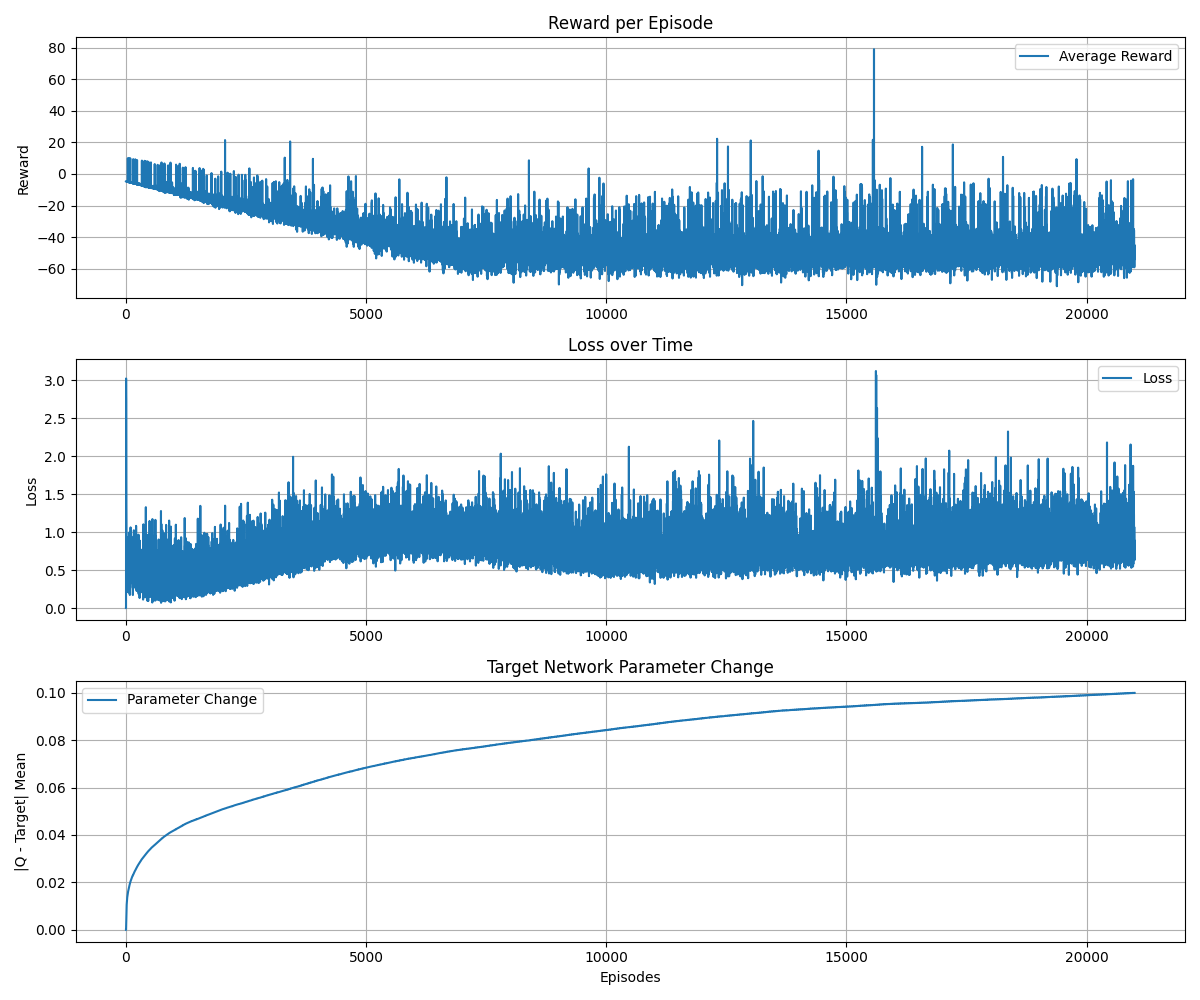 Reward per Episode
Average Reward
Reward
80
60
40
20
0
−20
−40
−60
0 5000 10000 15000 20000
Loss over Time
Loss
Loss
3.0
2.5
2.0
1.5
1.0
0.5
0.0
0 5000 10000 15000 20000
Target Network Parameter Change
Parameter Change
|Q - Target| Mean
0.10
0.08
0.06
0.04
0.02
0.00
0 5000 10000 15000 20000
Episodes